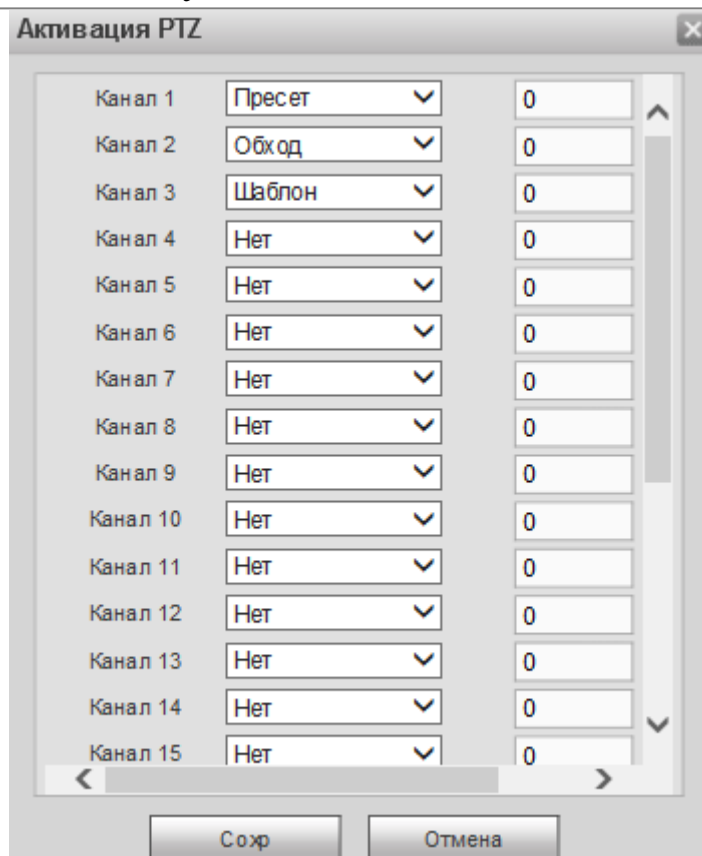 Активация PTZ
Канал 1 Пресет 0
Канал 2 Обход 0
Канал 3 Шаблон 0
Канал 4 Нет 0
Канал 5 Нет 0
Канал 6 Нет 0
Канал 7 Нет 0
Канал 8 Нет 0
Канал 9 Нет 0
Канал 10 Нет 0
Канал 11 Нет 0
Канал 12 Нет 0
Канал 13 Нет 0
Канал 14 Нет 0
Канал 15 Нет 0
Сохр Отмена